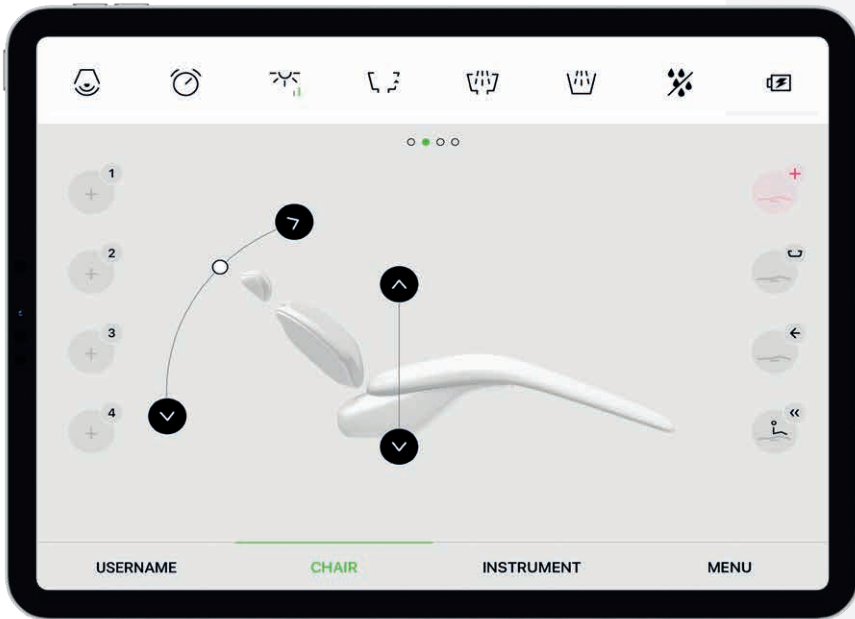 1
2
3
4
USERNAME
CHAIR
INSTRUMENT
MENU